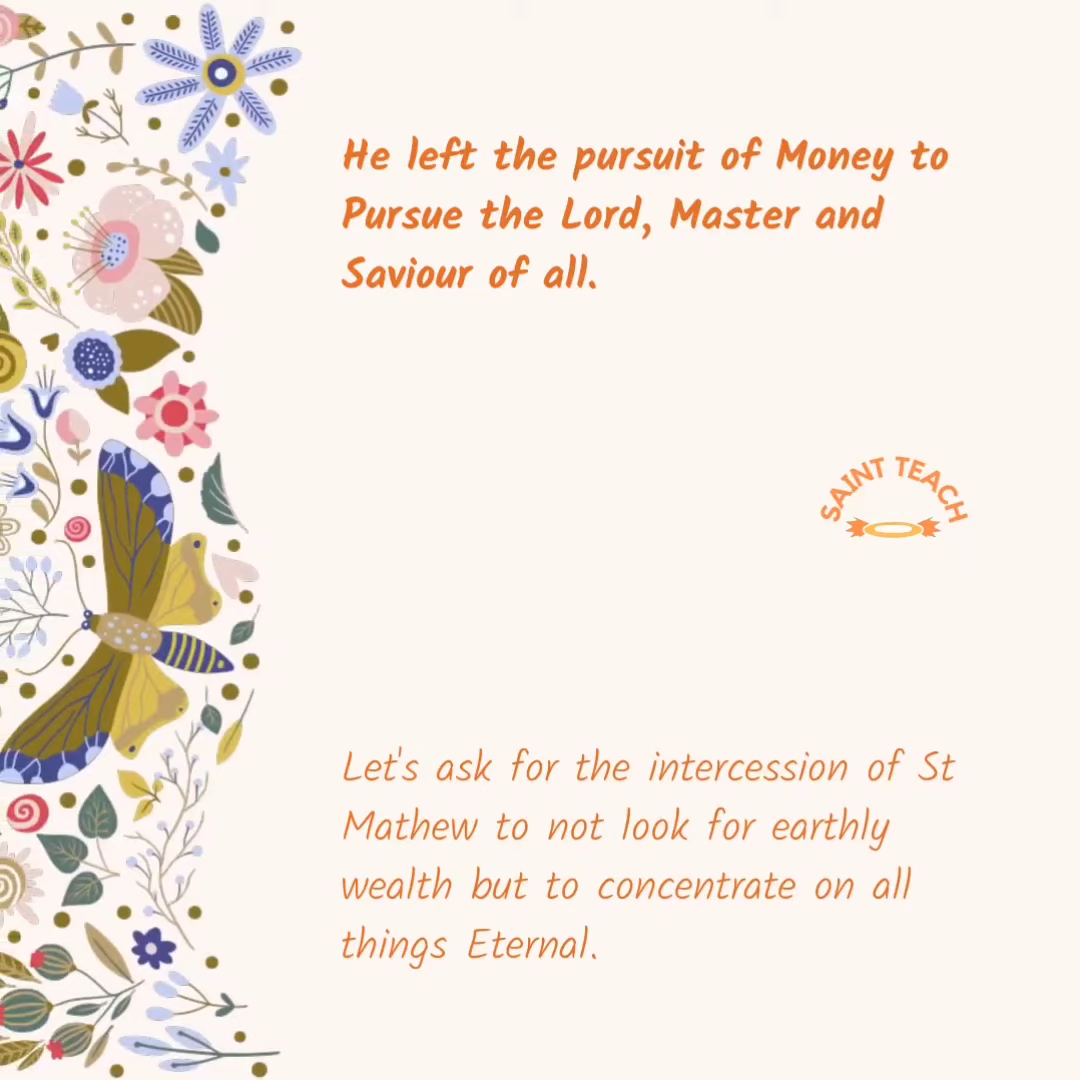 He left the pursuit of Money to
Pursue the Lord, Master and
Saviour of all.
SAINT TEACH
Let's ask for the intercession of St
Mathew to not look for earthly
wealth but to concentrate on all
things Eternal.